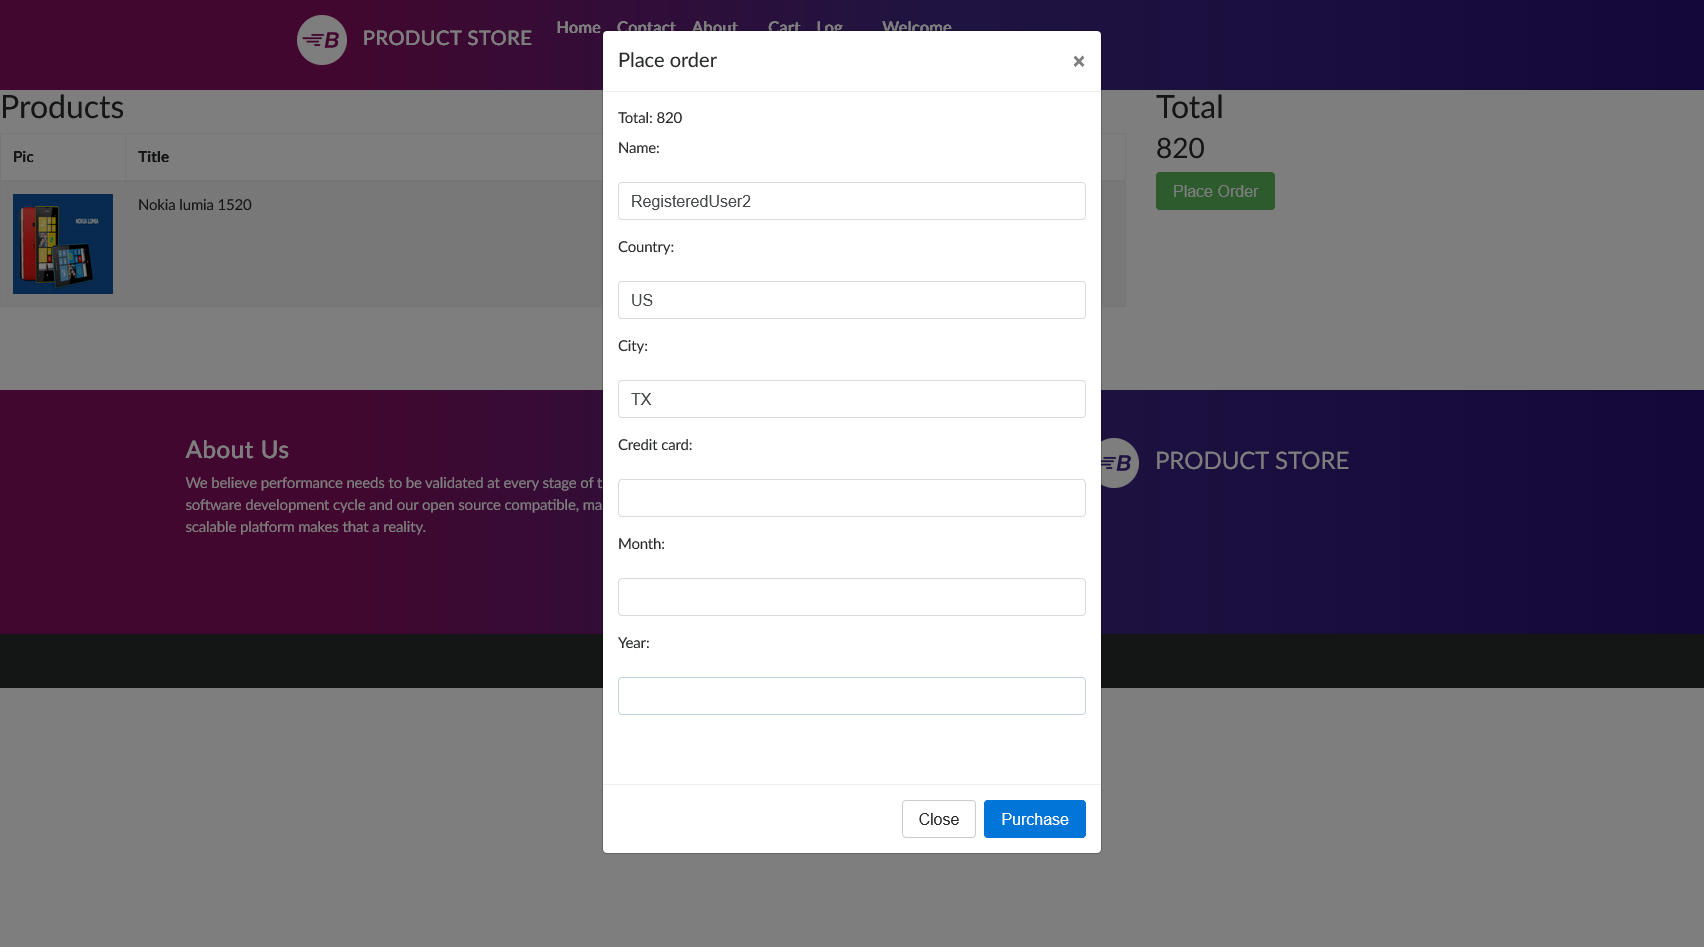 B PRODUCT STORE Home Contact About Cart Log Welcome
Place order ×
Products
Total
Total: 820
820
Name:
Pic Title
Place Order
RegisteredUser2
Nokia lumia 1520
NOKIA LUMIA
Country:
US
City:
TX
Credit card:
About Us
B PRODUCT STORE
We believe performance needs to be validated at every stage of t
software development cycle and our open source compatible, ma
scalable platform makes that a reality.
Month:
Year:
Close Purchase